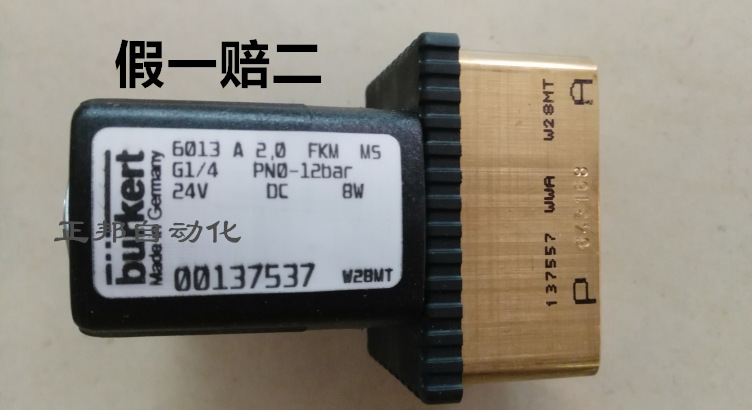 假一赔二
bürkert
Made in Germany
6013 A 2,0 FKM MS
G1/4 PN0-12bar
24V DC 8W
00137537 W28MT
正邦自动化
137557 WWA W28MT
P
A